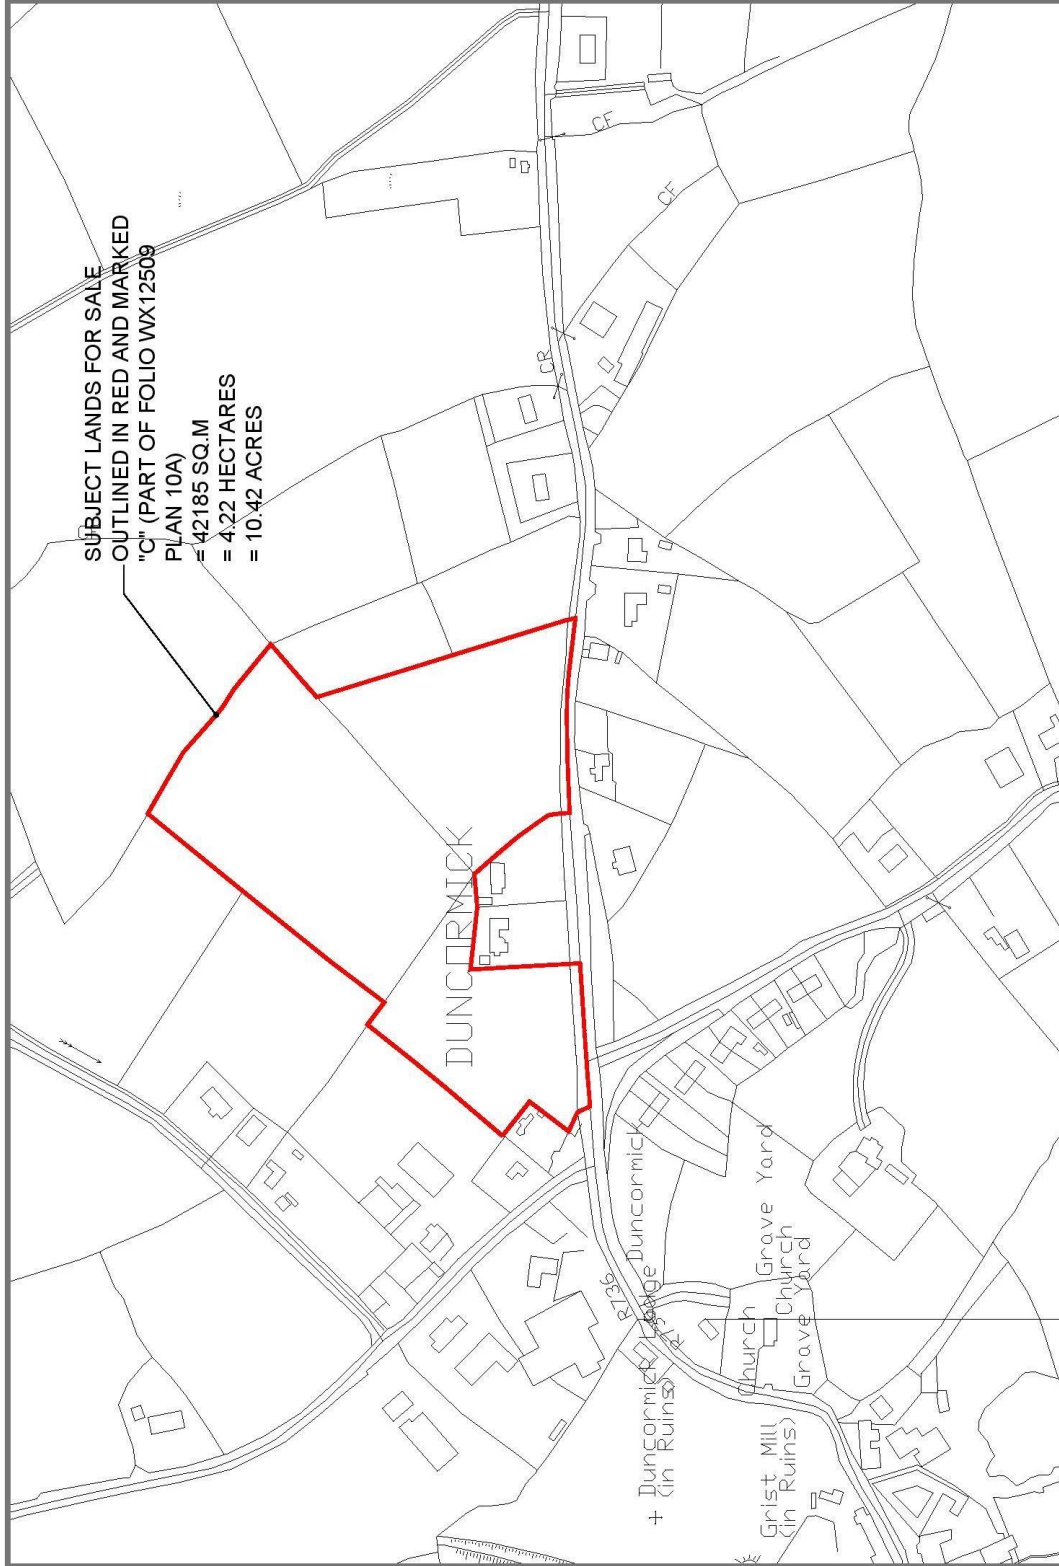 SUBJECT LANDS FOR SALE
OUTLINED IN RED AND MARKED
"C" (PART OF FOLIO WX12509
PLAN 10A)
= 42185 SQ.M
= 4.22 HECTARES
= 10.42 ACRES
CF
CF
CR
DUNCORMICK
R736
Duncormick Lodge Duncormick
(in Ruins)
Church
Grave Yard
Church
Grave Yard
Grist Mill
(in Ruins)